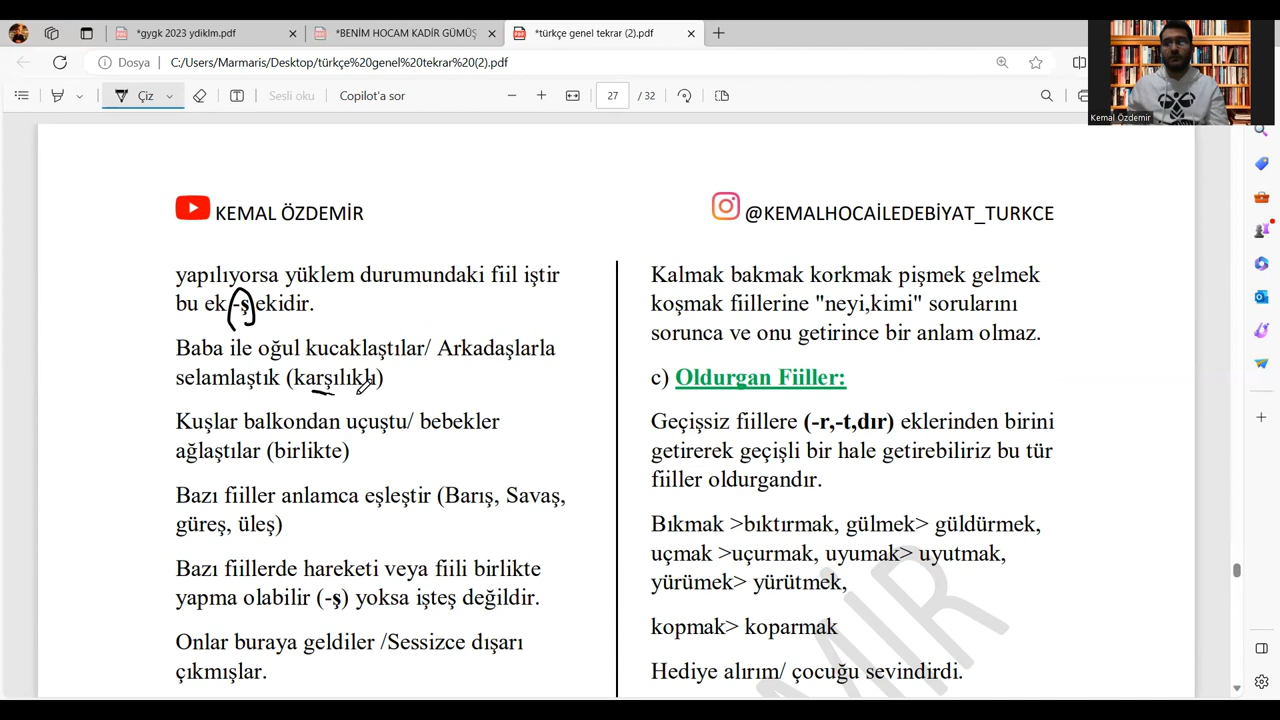 *gygk 2023 ydiklm.pdf
*BENİM HOCAM KADİR GÜMÜŞ
*türkçe genel tekrar (2).pdf
Dosya
C:/Users/Marmaris/Desktop/türkçe%20genel%20tekrar%20(2).pdf
Çiz
Sesli oku
Copilot'a sor
27 / 32
Kemal Özdemir
KEMAL ÖZDEMİR
@KEMALHOCAİLEDEBİYAT_TURKCE
yapılıyorsa yüklem durumundaki fiil iştir
bu ek -ş ekidir.
Baba ile oğul kucaklaştılar/ Arkadaşlarla
selamlaştık (karşılıklı)
Kuşlar balkondan uçuştu/ bebekler
ağlaştılar (birlikte)
Bazı fiiller anlamca eşleştir (Barış, Savaş,
güreş, üleş)
Bazı fiillerde hareketi veya fiili birlikte
yapma olabilir (-ş) yoksa işteş değildir.
Onlar buraya geldiler /Sessizce dışarı
çıkmışlar.
Kalmak bakmak korkmak pişmek gelmek
koşmak fiillerine "neyi,kimi" sorularını
sorunca ve onu getirince bir anlam olmaz.
c) Oldurgan Fiiller:
Geçişsiz fiillere (-r,-t,dır) eklerinden birini
getirerek geçişli bir hale getirebiliriz bu tür
fiiller oldurgandır.
Bıkmak >bıktırmak, gülmek> güldürmek,
uçmak >uçurmak, uyumak> uyutmak,
yürümek> yürütmek,
kopmak> koparmak
Hediye alırım/ çocuğu sevindirdi.
MİR